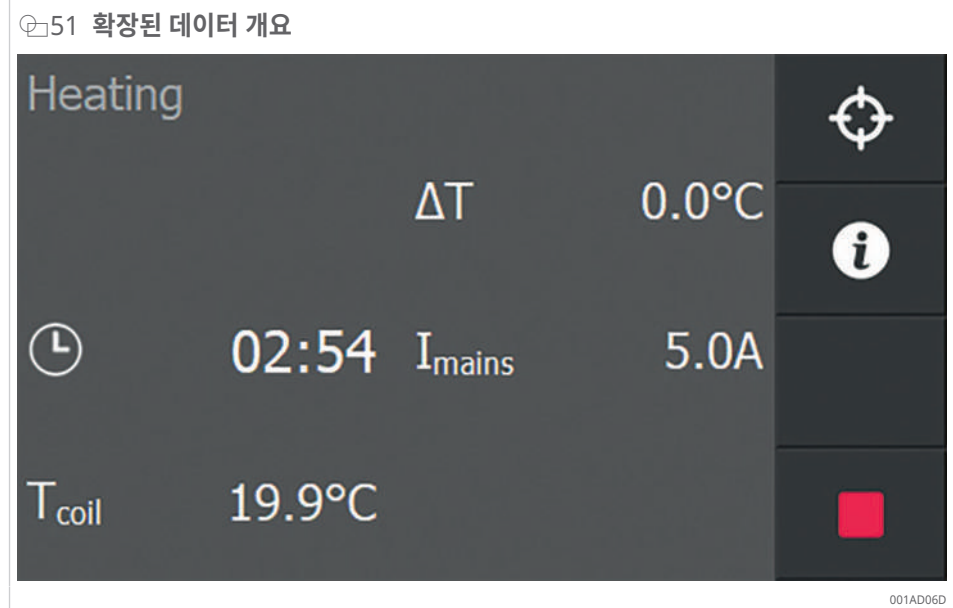 51 확장된 데이터 개요
Heating
ΔT 0.0°C
02:54 Imains 5.0A
Tcoil 19.9°C
001AD06D